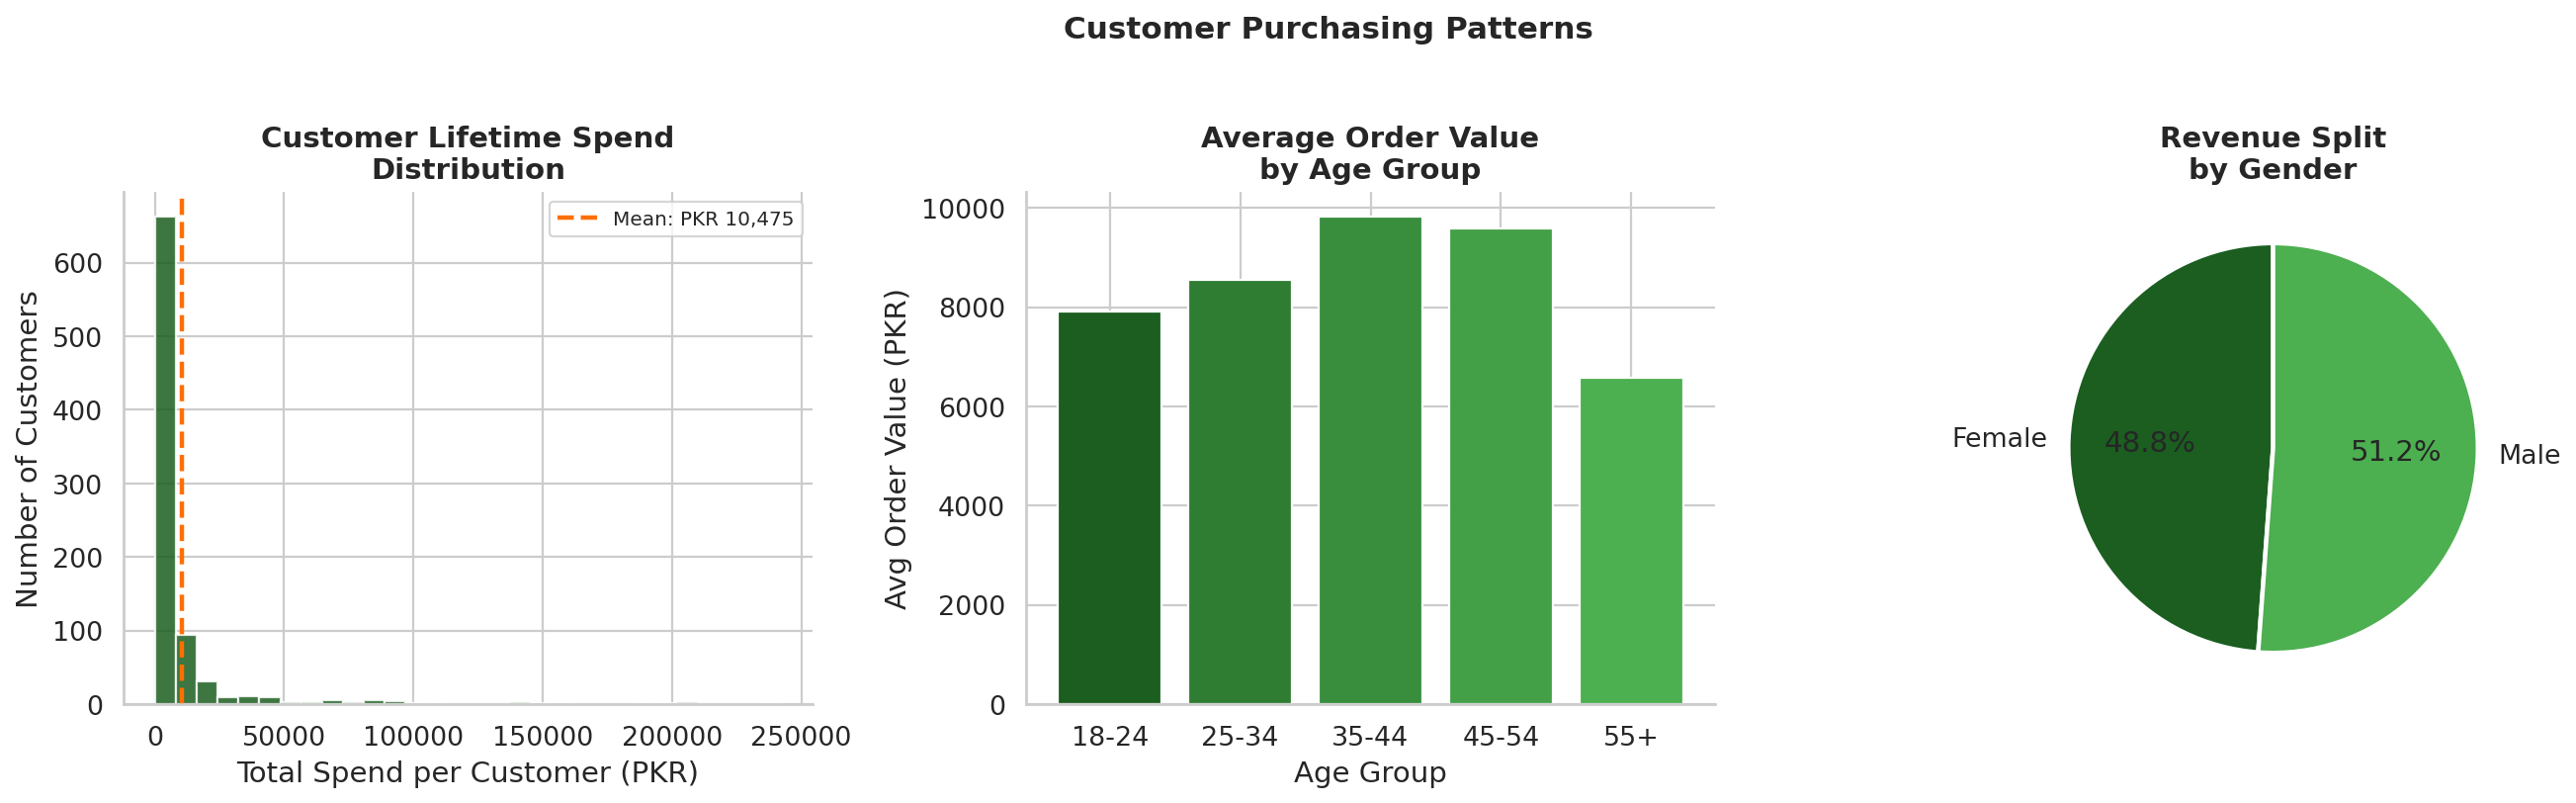 Customer Purchasing Patterns
Customer Lifetime Spend
Distribution
Mean: PKR 10,475
Number of Customers
600
500
400
300
200
100
0
0 50000 100000 150000 200000 250000
Total Spend per Customer (PKR)
Average Order Value
by Age Group
Avg Order Value (PKR)
10000
8000
6000
4000
2000
0
18-24 25-34 35-44 45-54 55+
Age Group
Revenue Split
by Gender
Female 48.8% 51.2% Male